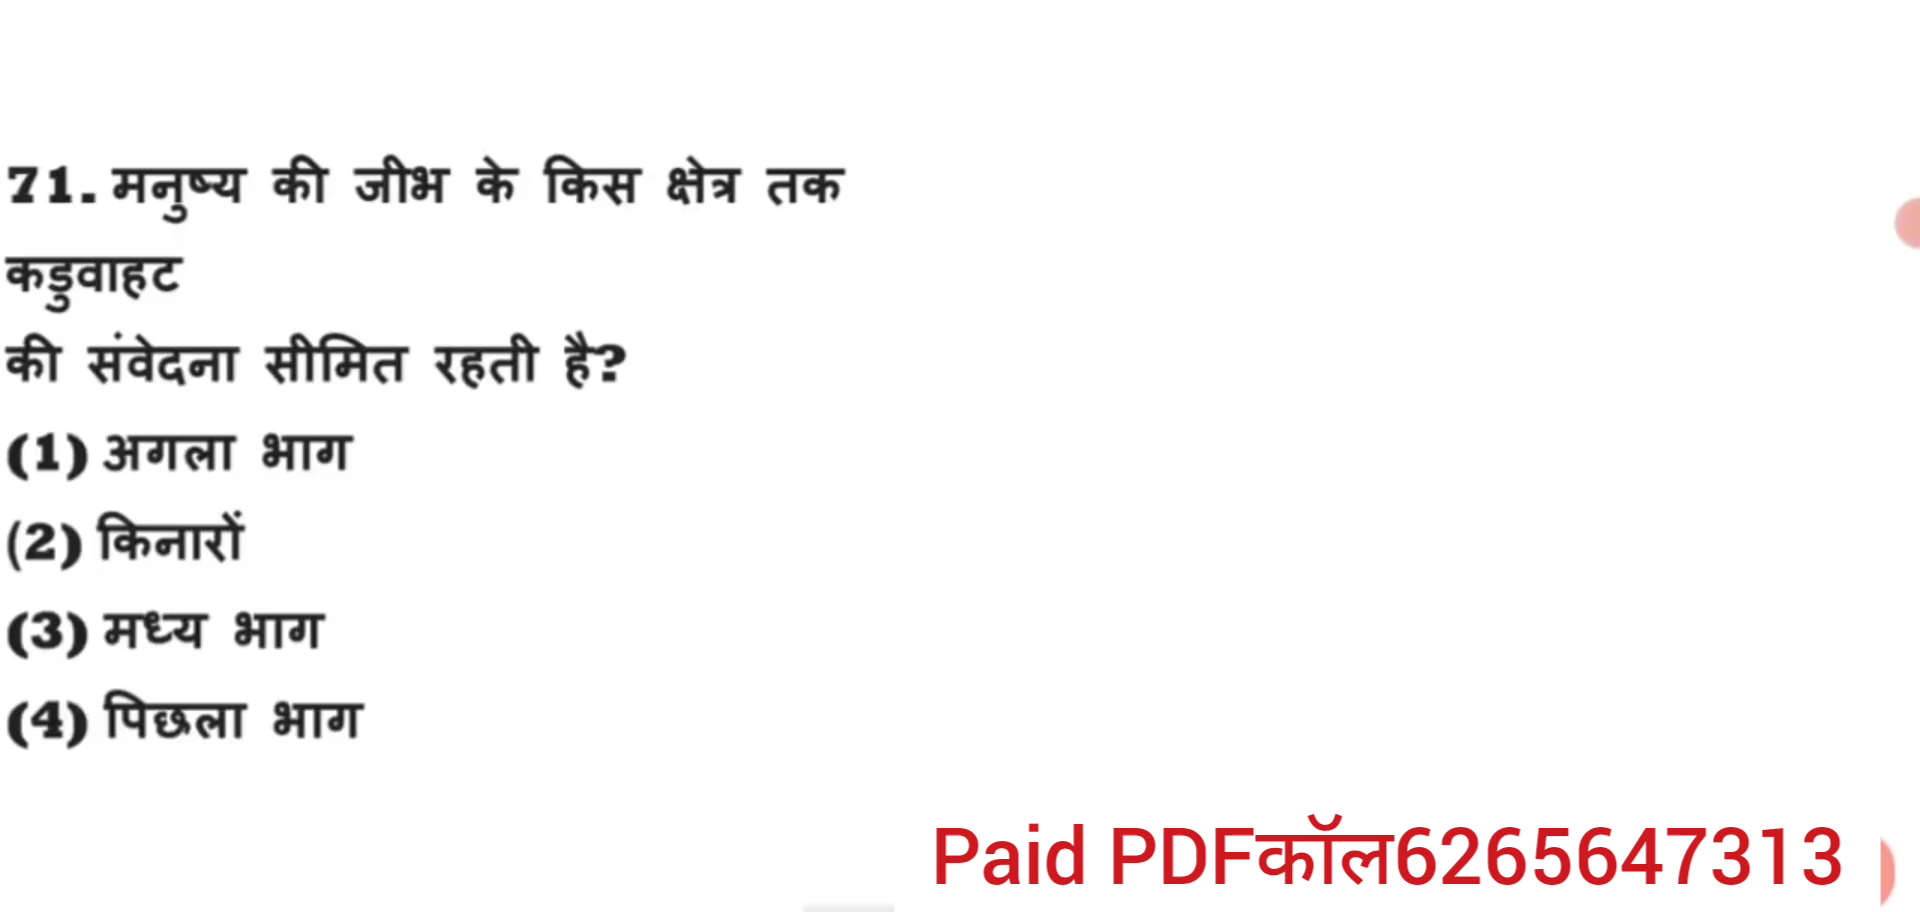 71. मनुष्य की जीभ के किस क्षेत्र तक
कडुवाहट
की संवेदना सीमित रहती है?
(1) अगला भाग
(2) किनारों
(3) मध्य भाग
(4) पिछला भाग
Paid PDFकॉल6265647313